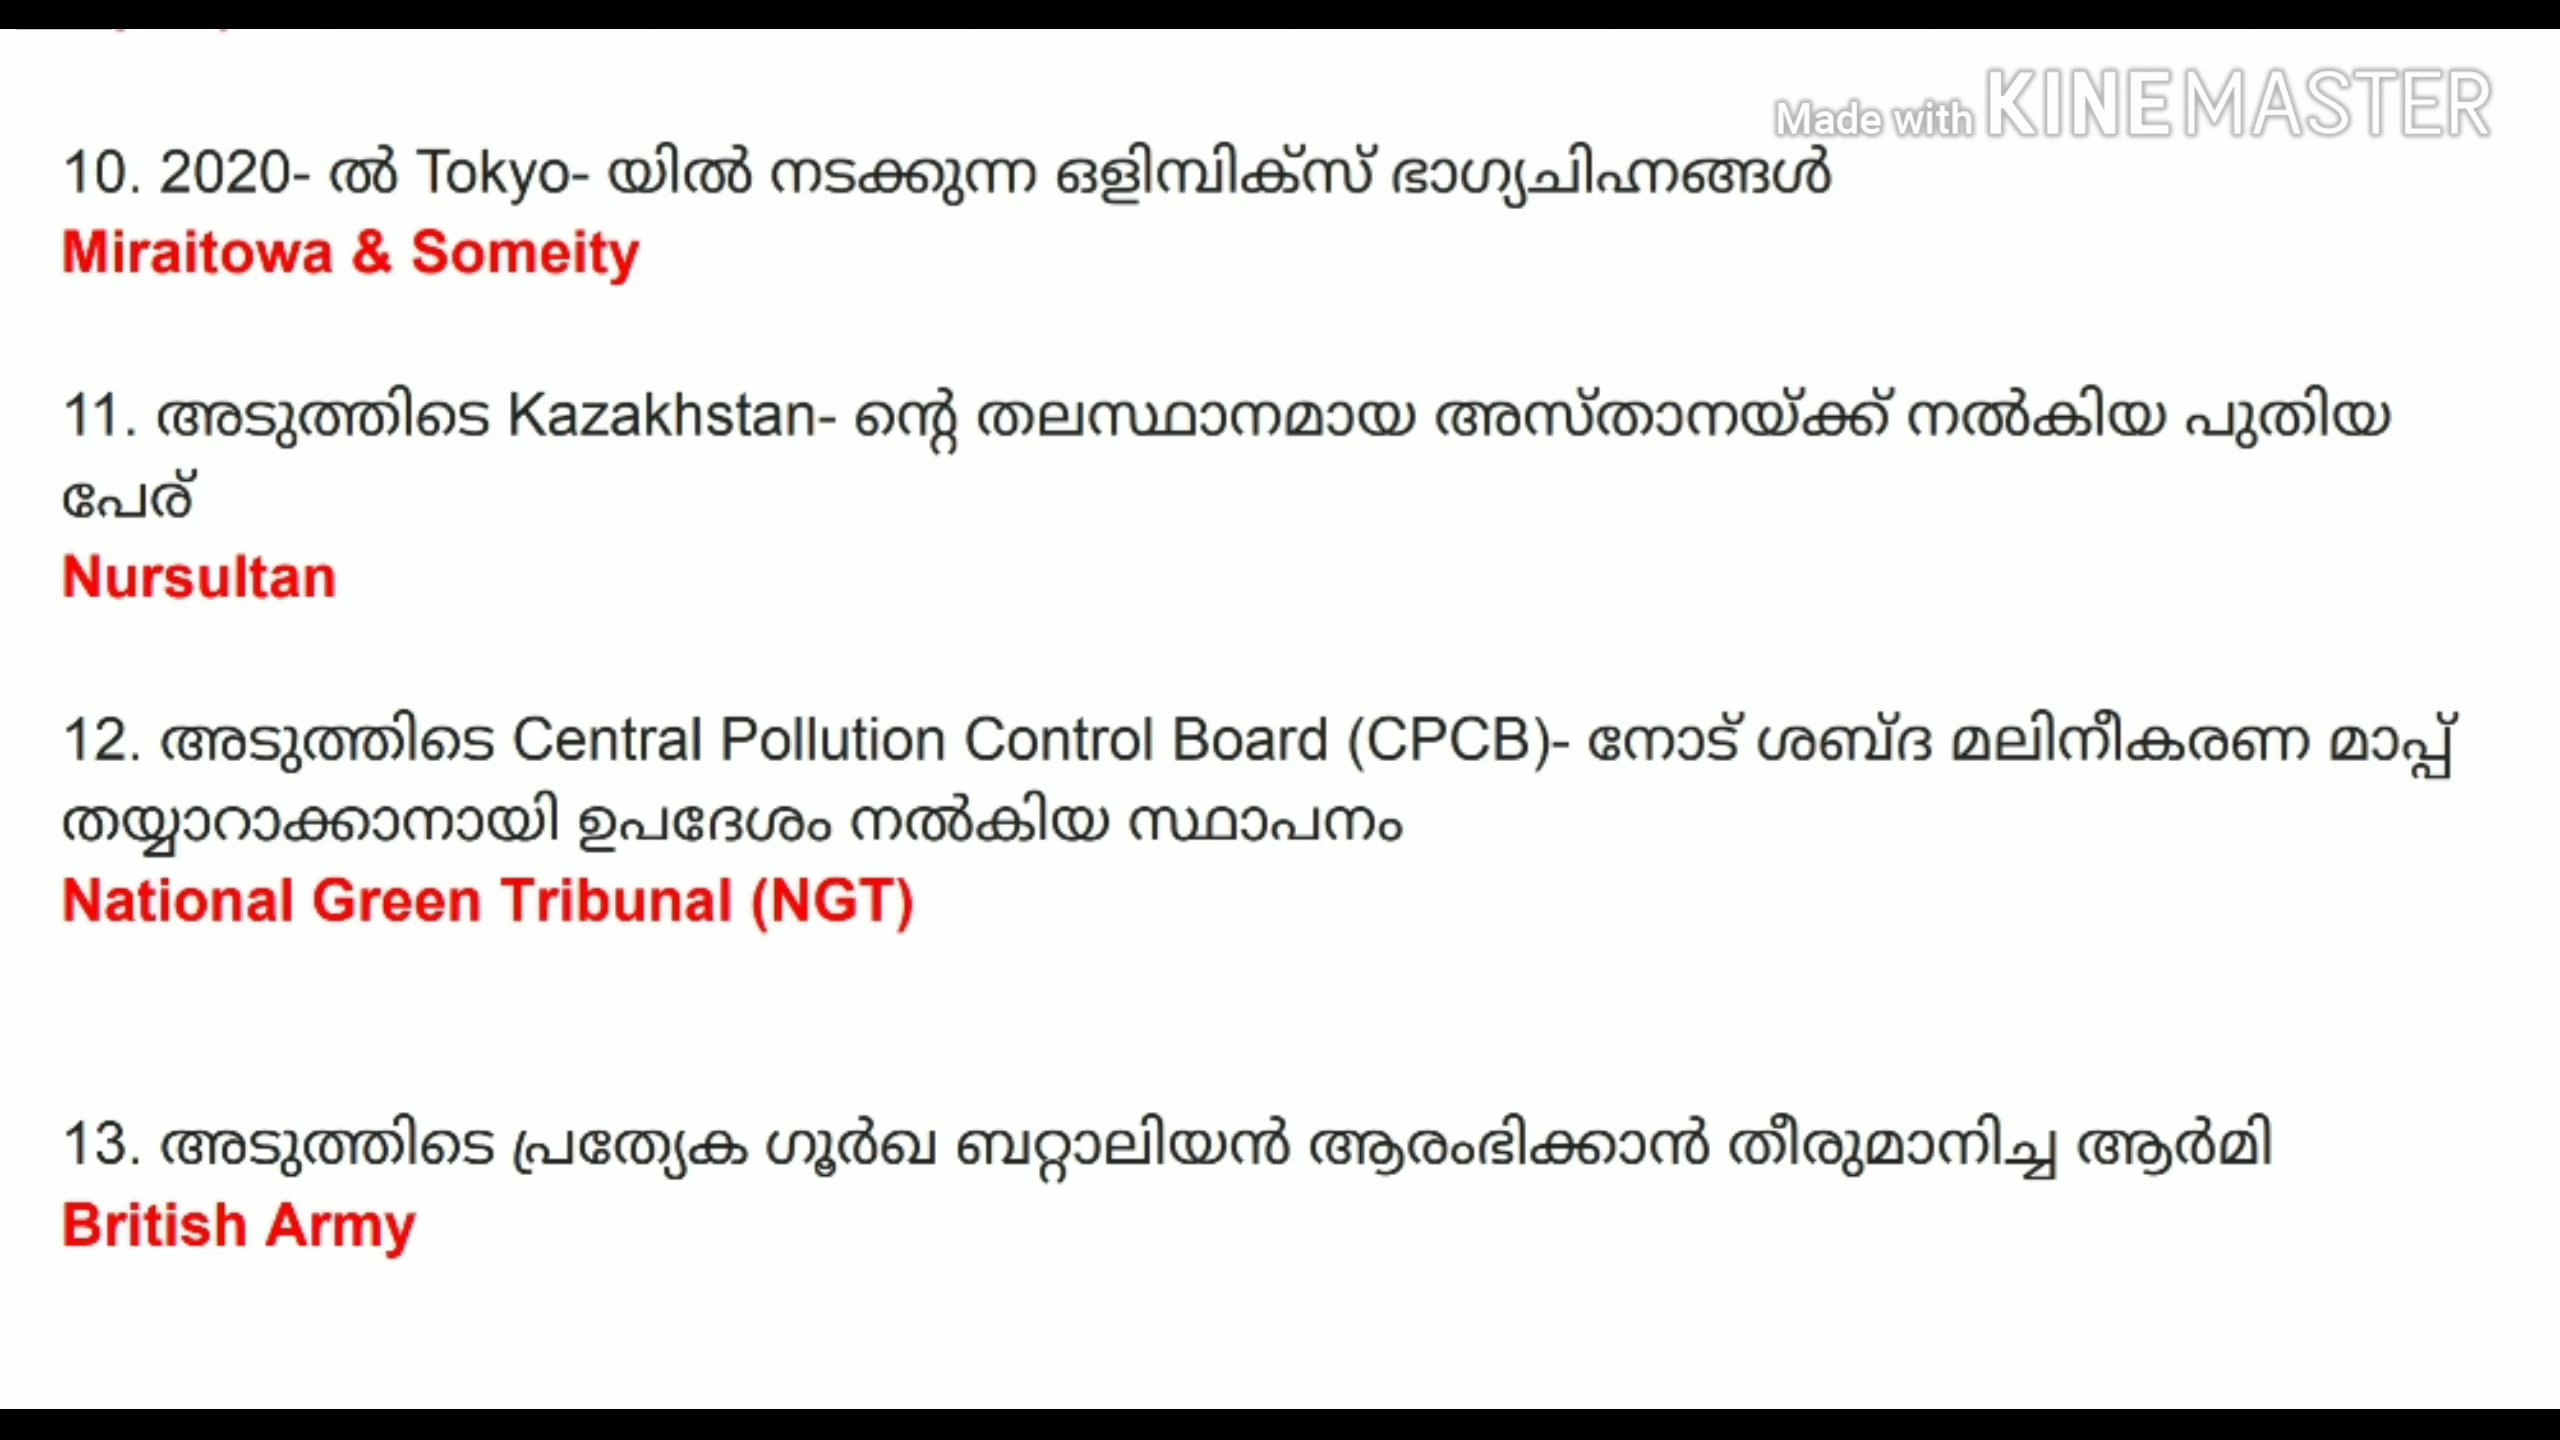 Made with KINEMASTER
10. 2020- ൽ Tokyo- യിൽ നടക്കുന്ന ഒളിമ്പിക്സ് ഭാഗ്യചിഹ്നങ്ങൾ
Miraitowa & Someity
11. അടുത്തിടെ Kazakhstan- ന്റെ തലസ്ഥാനമായ അസ്താനയ്ക്ക് നൽകിയ പുതിയ
പേര്
Nursultan
12. അടുത്തിടെ Central Pollution Control Board (CPCB)- നോട് ശബ്ദ മലിനീകരണ മാപ്പ്
തയ്യാറാക്കാനായി ഉപദേശം നൽകിയ സ്ഥാപനം
National Green Tribunal (NGT)
13. അടുത്തിടെ പ്രത്യേക ഗൂർഖ ബറ്റാലിയൻ ആരംഭിക്കാൻ തീരുമാനിച്ച ആർമി
British Army